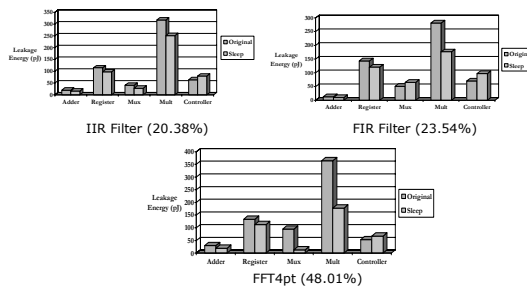 350
300
250
200
150
100
50
0
Leakage
Energy (pJ)
Adder Register Mux Mult Controller
Original
Sleep
IIR Filter (20.38%)
300
250
200
150
100
50
0
Leakage
Energy (pJ)
Adder Register Mux Mult Controller
Original
Sleep
FIR Filter (23.54%)
400
350
300
250
200
150
100
50
0
Leakage
Energy (pJ)
Adder Register Mux Mult Controller
Original
Sleep
FFT4pt (48.01%)